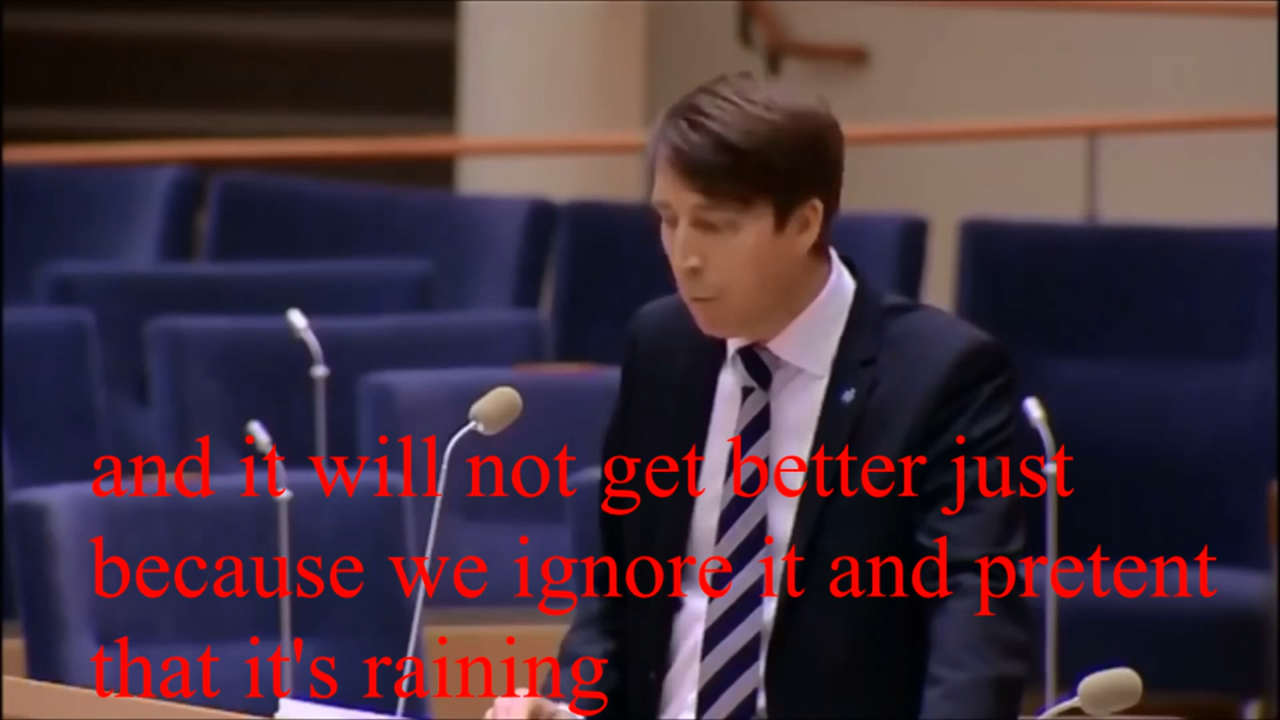 and it will not get better just
because we ignore it and pretent
that it's raining